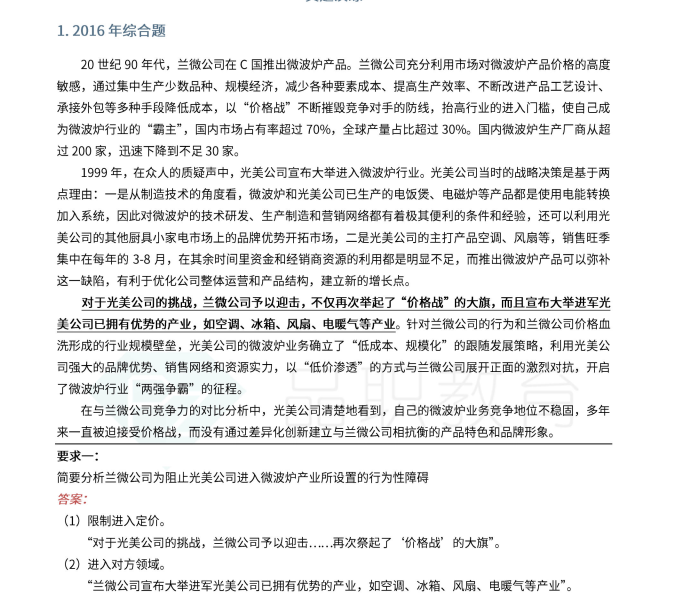 1. 2016 年综合题
20 世纪 90 年代，兰微公司在 C 国推出微波炉产品。兰微公司充分利用市场对微波炉产品价格的高度
敏感，通过集中生产少数品种、规模经济，减少各种要素成本、提高生产效率、不断改进产品工艺设计、
承接外包等多种手段降低成本，以“价格战”不断摧毁竞争对手的防线，抬高行业的进入门槛，使自己成
为微波炉行业的“霸主”，国内市场占有率超过 70%，全球产量占比超过 30%。国内微波炉生产厂商从超
过 200 家，迅速下降到不足 30 家。
1999 年，在众人的质疑声中，光美公司宣布大举进入微波炉行业。光美公司当时的战略决策是基于两
点理由：一是从制造技术的角度看，微波炉和光美公司已生产的电饭煲、电磁炉等产品都是使用电能转换
加入系统，因此对微波炉的技术研发、生产制造和营销网络都有着极其便利的条件和经验，还可以利用光
美公司的其他厨具小家电市场上的品牌优势开拓市场，二是光美公司的主打产品空调、风扇等，销售旺季
集中在每年的 3-8 月，在其余时间里资金和经销商资源的利用都是明显不足，而推出微波炉产品可以弥补
这一缺陷，有利于优化公司整体运营和产品结构，建立新的增长点。
对于光美公司的挑战，兰微公司予以迎击，不仅再次举起了“价格战”的大旗，而且宣布大举进军光
美公司已拥有优势的产业，如空调、冰箱、风扇、电暖气等产业。针对兰微公司的行为和兰微公司价格血
洗形成的行业规模壁垒，光美公司的微波炉业务确立了“低成本、规模化”的跟随发展策略，利用光美公
司强大的品牌优势、销售网络和资源实力，以“低价渗透”的方式与兰微公司展开正面的激烈对抗，开启
了微波炉行业“两强争霸”的征程。
在与兰微公司竞争力的对比分析中，光美公司清楚地看到，自己的微波炉业务竞争地位不稳固，多年
来一直被迫接受价格战，而没有通过差异化创新建立与兰微公司相抗衡的产品特色和品牌形象。
品职教育
要求一：
简要分析兰微公司为阻止光美公司进入微波炉产业所设置的行为性障碍
答案：
（1）限制进入定价。
“对于光美公司的挑战，兰微公司予以迎击……再次祭起了‘价格战’的大旗”。
（2）进入对方领域。
“兰微公司宣布大举进军光美公司已拥有优势的产业，如空调、冰箱、风扇、电暖气等产业”。